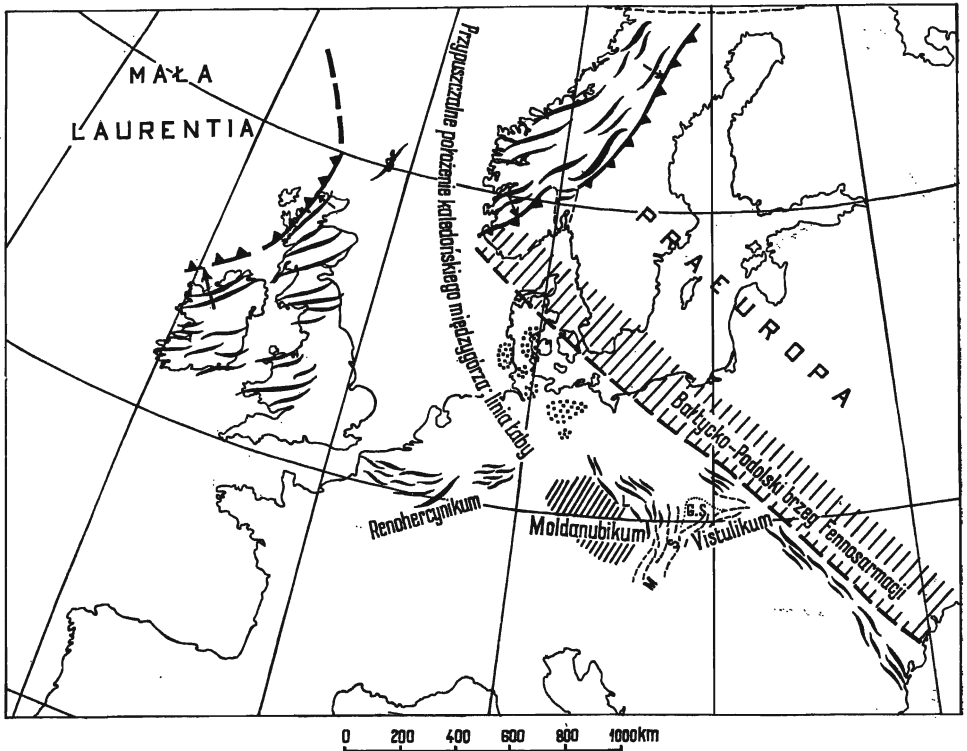 MAŁA
LAURENTIA
Przypuszczalne położenie kaledońskiego międzygórza; linia Łaby
PRAEUROPA
Bałtycko-Podolski brzeg Fennosarmacji
Renohercynikum
Moldanubikum
G.S.
Vistulikum
M
S
0 200 400 600 800 1000km